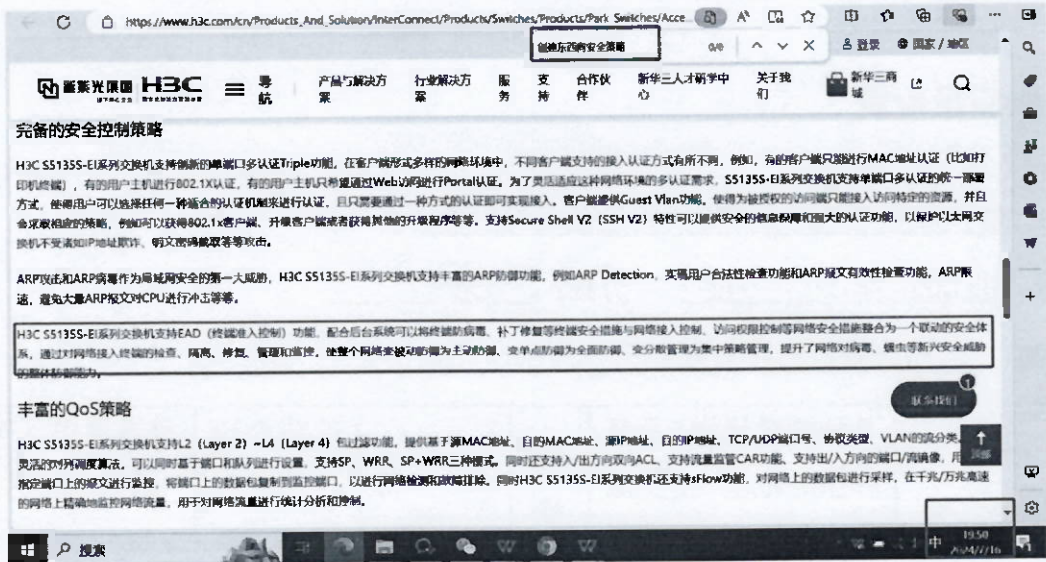 https://www.h3c.com/cn/Products_And_Solution/InterConnect/Products/Switches/Products/Park_Switches/Acce...
创建东西向安全策略
0/0
登录 国家 / 地区
紫光集团 H3C
导航
产品与解决方案
行业解决方案
服务
支持
合作伙伴
新华三人才研学中心
关于我们
新华三商城
完备的安全控制策略
H3C S5135S-EI系列交换机支持创新的单端口多认证Triple功能，在客户端形式多样的网络环境中，不同客户端支持的接入认证方式有所不同，例如，有的客户端只能进行MAC地址认证（比如打
印机终端），有的用户主机进行802.1X认证，有的用户主机只希望通过Web访问进行Portal认证。为了灵活适应这种网络环境的多认证需求，S5135S-EI系列交换机支持单端口多认证的统一部署
方式，使得用户可以选择任何一种适合的认证机制来进行认证，且只需要通过一种方式的认证即可实现接入。客户端提供Guest Vlan功能，使得为被授权的访问端只能接入访问特定的资源，并且
会采取相应的策略，例如可以获得802.1x客户端、升级客户端或者获得其他的升级程序等等。支持Secure Shell V2（SSH V2）特性可以提供安全的信息保障和强大的认证功能，以保护以太网交
换机不受诸如IP地址欺诈、明文密码截取等等攻击。
ARP攻击和ARP病毒作为局域网安全的第一大威胁，H3C S5135S-EI系列交换机支持丰富的ARP防御功能，例如ARP Detection，实现用户合法性检查功能和ARP报文有效性检查功能，ARP限
速，避免大量ARP报文对CPU进行冲击等等。
H3C S5135S-EI系列交换机支持EAD（终端准入控制）功能，配合后台系统可以将终端防病毒、补丁修复等终端安全措施与网络接入控制、访问权限控制等网络安全措施整合为一个联动的安全体
系，通过对网络接入终端的检查、隔离、修复、管理和监控，使整个网络变被动防御为主动防御、变单点防御为全面防御、变分散管理为集中策略管理，提升了网络对病毒、蠕虫等新兴安全威胁
的整体防御能力。
1
联系我们
丰富的QoS策略
H3C S5135S-EI系列交换机支持L2（Layer 2）~L4（Layer 4）包过滤功能，提供基于源MAC地址、目的MAC地址、源IP地址、目的IP地址、TCP/UDP端口号、协议类型、VLAN的流分类。
灵活的对列调度算法，可以同时基于端口和队列进行设置，支持SP、WRR、SP+WRR三种模式。同时还支持入/出方向双向ACL，支持流量监管CAR功能，支持出/入方向的端口/流镜像，用
指定端口上的报文进行监控，将端口上的数据包复制到监控端口，以进行网络检测和故障排除。同时H3C S5135S-EI系列交换机还支持sFlow功能，对网络上的数据包进行采样，在千兆/万兆高速
的网络上精确地监控网络流量，用于对网络流量进行统计分析和控制。
顶部
搜索
中
19:50
2024/7/16